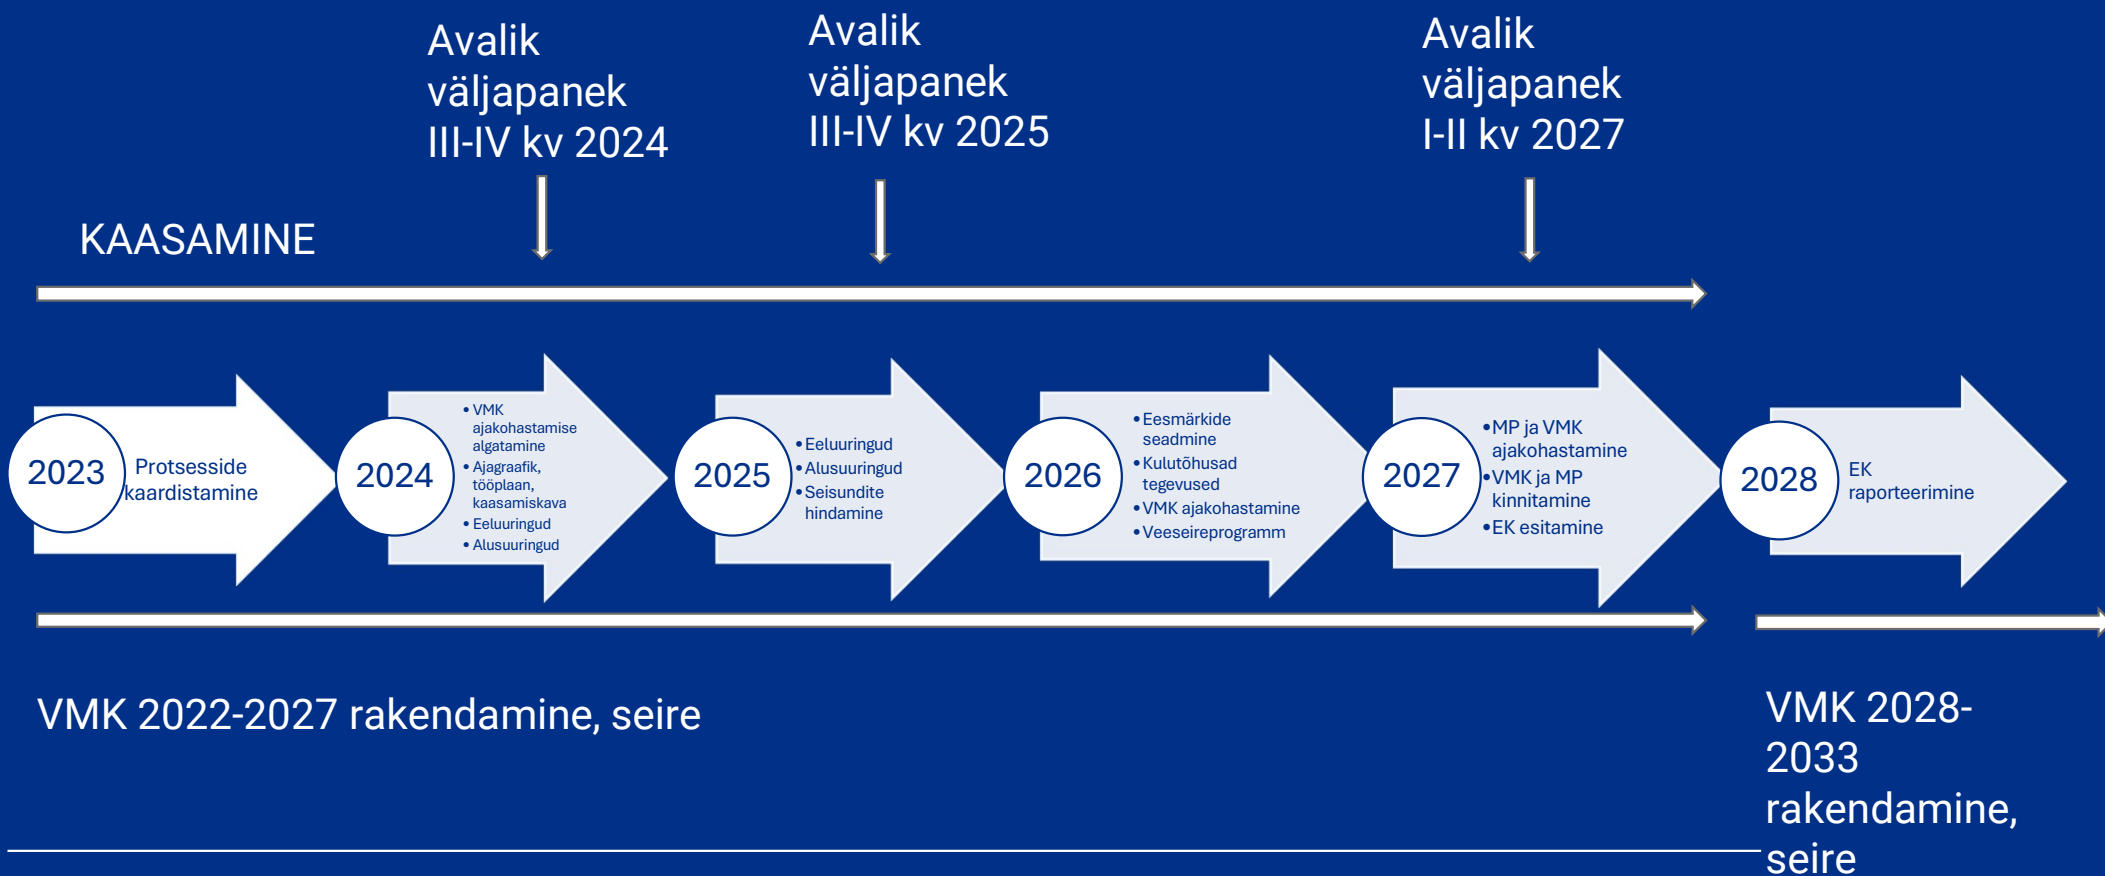 Avalik
väljapanek
III-IV kv 2024
Avalik
väljapanek
III-IV kv 2025
Avalik
väljapanek
I-II kv 2027
KAASAMINE
2023
Protsesside
kaardistamine
2024
• VMK
ajakohastamise
algatamine
• Ajagraafik,
tööplaan,
kaasamiskava
• Eeluuringud
• Alusuuringud
2025
• Eeluuringud
• Alusuuringud
• Seisundite
hindamine
2026
• Eesmärkide
seadmine
• Kulutõhusad
tegevused
• VMK ajakohastamine
• Veeseireprogramm
2027
• MP ja VMK
ajakohastamine
• VMK ja MP
kinnitamine
• EK esitamine
2028
EK
raporteerimine
VMK 2022-2027 rakendamine, seire
VMK 2028-
2033
rakendamine,
seire